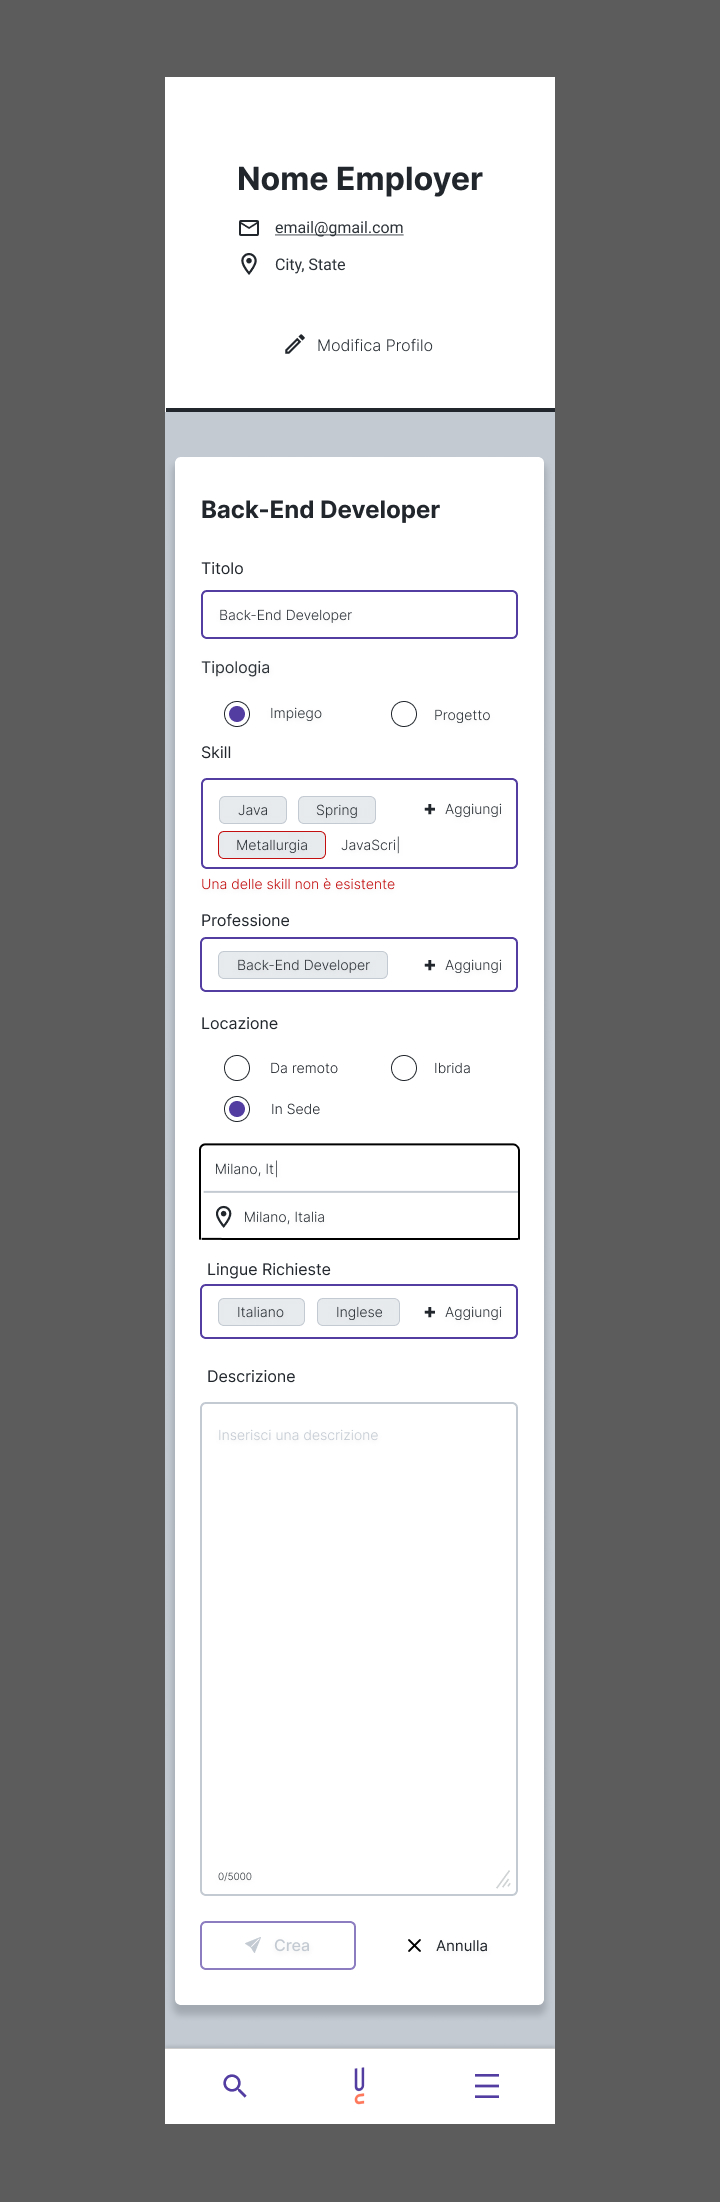 Nome Employer
email@gmail.com
City, State
Modifica Profilo
Back-End Developer
Titolo
Back-End Developer
Tipologia
Impiego Progetto
Skill
Java Spring + Aggiungi
Metallurgia JavaScri|
Una delle skill non è esistente
Professione
Back-End Developer + Aggiungi
Locazione
Da remoto Ibrida
In Sede
Milano, It|
Milano, Italia
Lingue Richieste
Italiano Inglese + Aggiungi
Descrizione
Inserisci una descrizione
0/5000
Crea Annulla